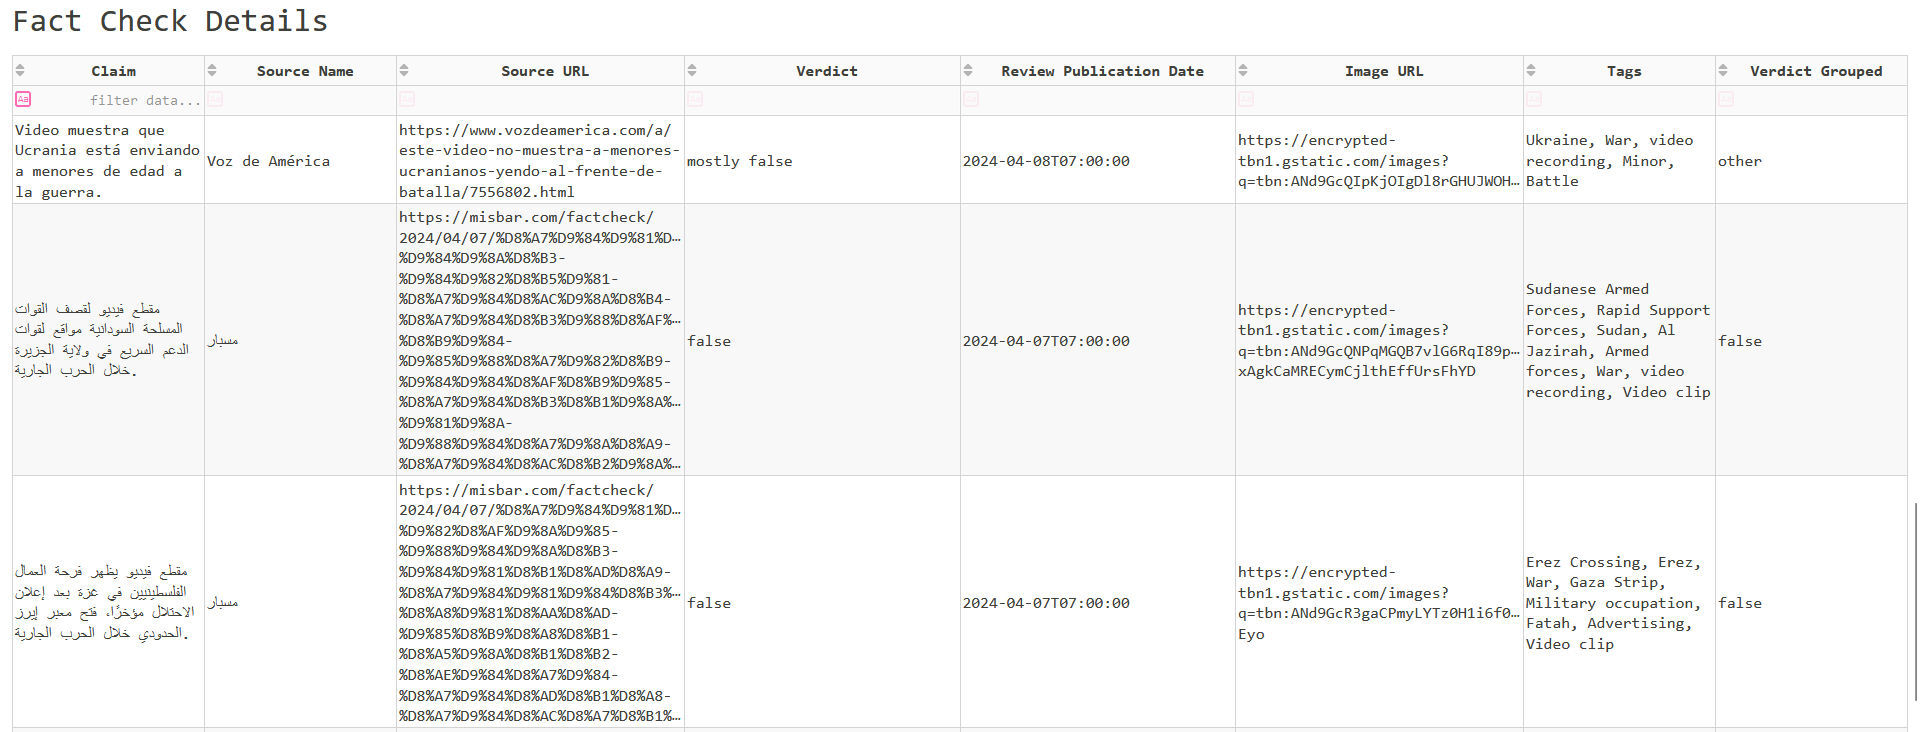 Fact Check Details
Claim
Source Name
Source URL
Verdict
Review Publication Date
Image URL
Tags
Verdict Grouped
Aa
filter data...
Aa
Aa
Aa
Aa
Aa
Aa
Aa
Video muestra que
Ucrania está enviando
a menores de edad a
la guerra.
Voz de América
https://www.vozdeamerica.com/a/
este-video-no-muestra-a-menores-
ucranianos-yendo-al-frente-de-
batalla/7556802.html
mostly false
2024-04-08T07:00:00
https://encrypted-
tbn1.gstatic.com/images?
q=tbn:ANd9GcQIpKjOIgDl8rGHUJWOH…
Ukraine, War, video
recording, Minor,
Battle
other
مقطع فيديو لقصف القوات
المسلحة السودانية مواقع لقوات
الدعم السريع في ولاية الجزيرة
خلال الحرب الجارية.
مسبار
https://misbar.com/factcheck/
2024/04/07/%D8%A7%D9%84%D9%81%D…
%D9%84%D9%8A%D8%B3-
%D9%84%D9%82%D8%B5%D9%81-
%D8%A7%D9%84%D8%AC%D9%8A%D8%B4-
%D8%A7%D9%84%D8%B3%D9%88%D8%AF%…
%D8%B9%D9%84-
%D9%85%D9%88%D8%A7%D9%82%D8%B9-
%D9%84%D9%84%D8%AF%D8%B9%D9%85-
%D8%A7%D9%84%D8%B3%D8%B1%D9%8A%…
%D9%81%D9%8A-
%D9%88%D9%84%D8%A7%D9%8A%D8%A9-
%D8%A7%D9%84%D8%AC%D8%B2%D9%8A%…
false
2024-04-07T07:00:00
https://encrypted-
tbn1.gstatic.com/images?
q=tbn:ANd9GcQNPqMGQB7vlG6RqI89p…
xAgkCaMRECymCjlthEffUrsFhYD
Sudanese Armed
Forces, Rapid Support
Forces, Sudan, Al
Jazirah, Armed
forces, War, video
recording, Video clip
false
مقطع فيديو يظهر فرحة العمال
الفلسطينيين في غزة بعد إعلان
الاحتلال مؤخرًا، فتح معبر إيرز
الحدودي خلال الحرب الجارية.
مسبار
https://misbar.com/factcheck/
2024/04/07/%D8%A7%D9%84%D9%81%D…
%D9%82%D8%AF%D9%8A%D9%85-
%D9%88%D9%84%D9%8A%D8%B3-
%D9%84%D9%81%D8%B1%D8%AD%D8%A9-
%D8%A7%D9%84%D9%81%D9%84%D8%B3%…
%D8%A8%D9%81%D8%AA%D8%AD-
%D9%85%D8%B9%D8%A8%D8%B1-
%D8%A5%D9%8A%D8%B1%D8%B2-
%D8%AE%D9%84%D8%A7%D9%84-
%D8%A7%D9%84%D8%AD%D8%B1%D8%A8-
%D8%A7%D9%84%D8%AC%D8%A7%D8%B1%…
false
2024-04-07T07:00:00
https://encrypted-
tbn1.gstatic.com/images?
q=tbn:ANd9GcR3gaCPmyLYTz0H1i6f0…
Eyo
Erez Crossing, Erez,
War, Gaza Strip,
Military occupation,
Fatah, Advertising,
Video clip
false